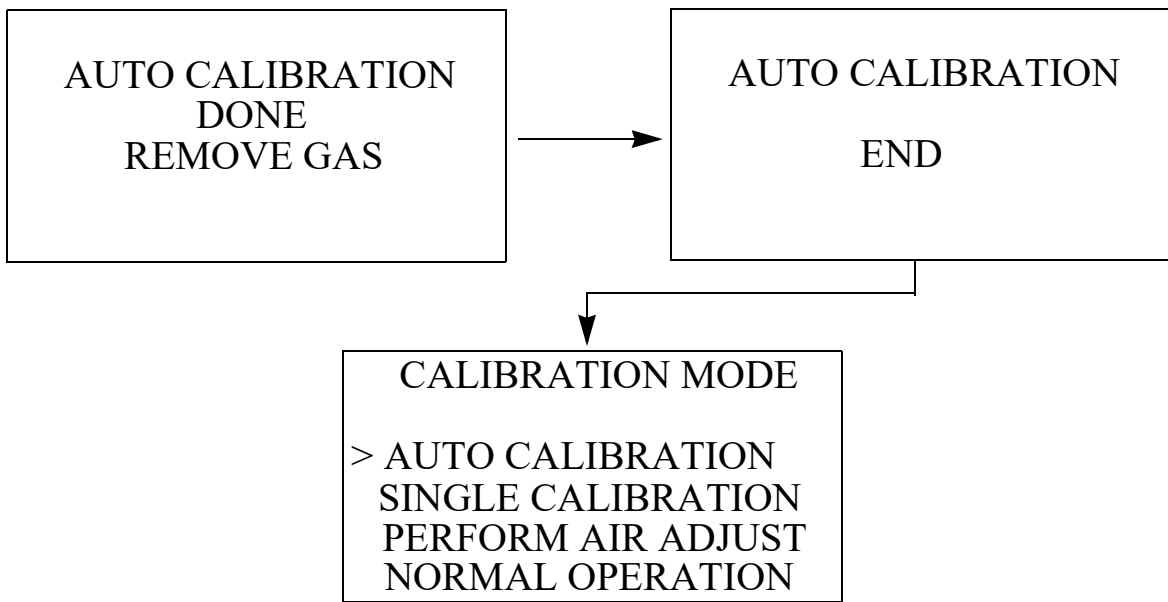 AUTO CALIBRATION
DONE
REMOVE GAS
AUTO CALIBRATION
END
CALIBRATION MODE
> AUTO CALIBRATION
SINGLE CALIBRATION
PERFORM AIR ADJUST
NORMAL OPERATION